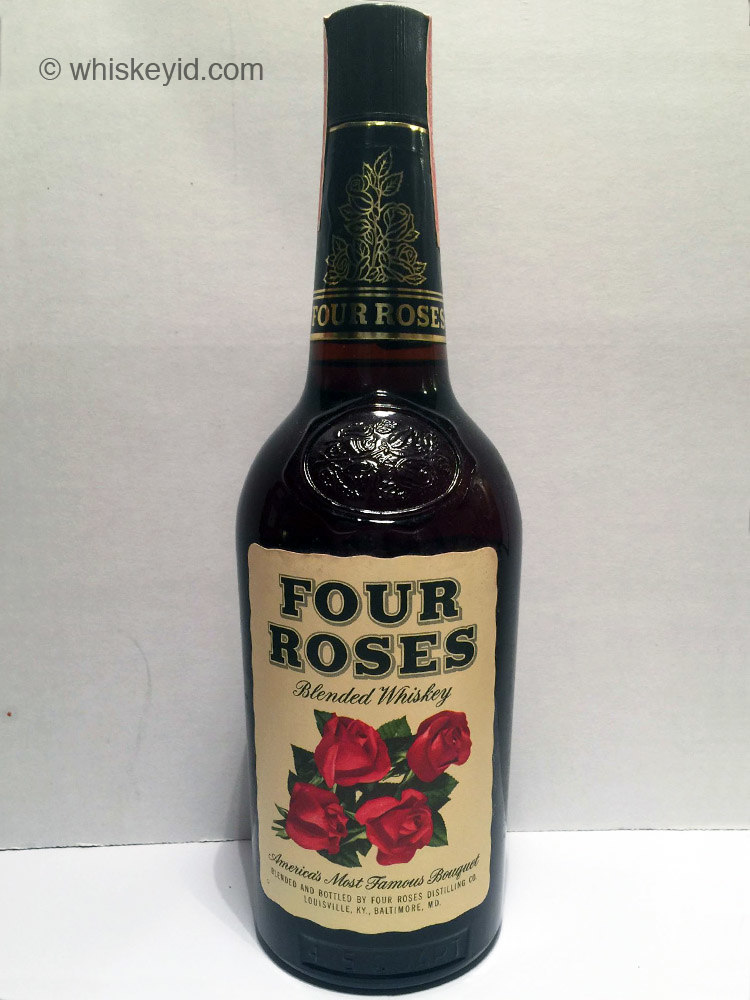 © whiskeyid.com
FOUR ROSES
FOUR
ROSES
Blended Whiskey
America's Most Famous Bouquet
BLENDED AND BOTTLED BY FOUR ROSES DISTILLING CO.
LOUISVILLE, KY., BALTIMORE, MD.